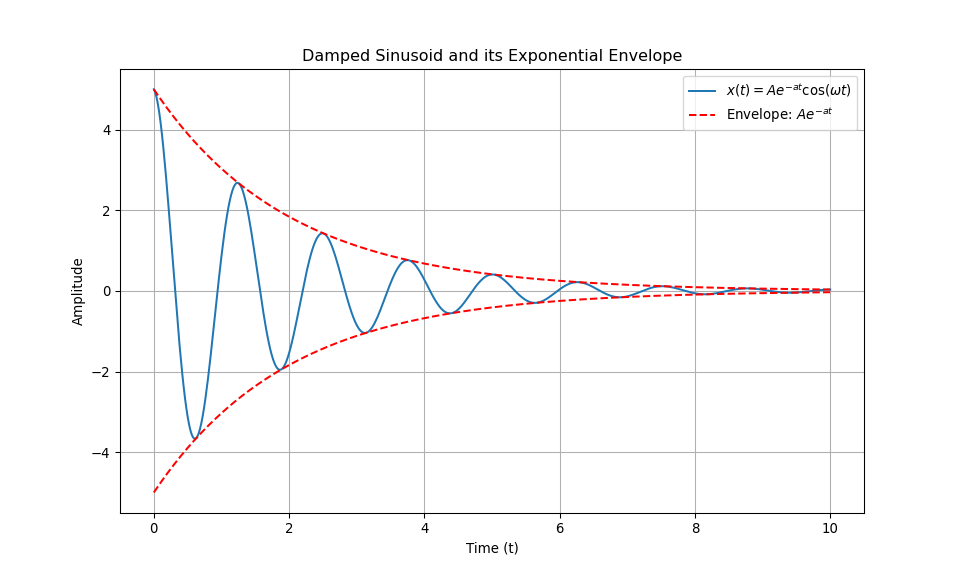 Damped Sinusoid and its Exponential Envelope
x(t) = Ae^{-at}cos(ωt)
Envelope: Ae^{-at}
Amplitude
4
2
0
−2
−4
0 2 4 6 8 10
Time (t)